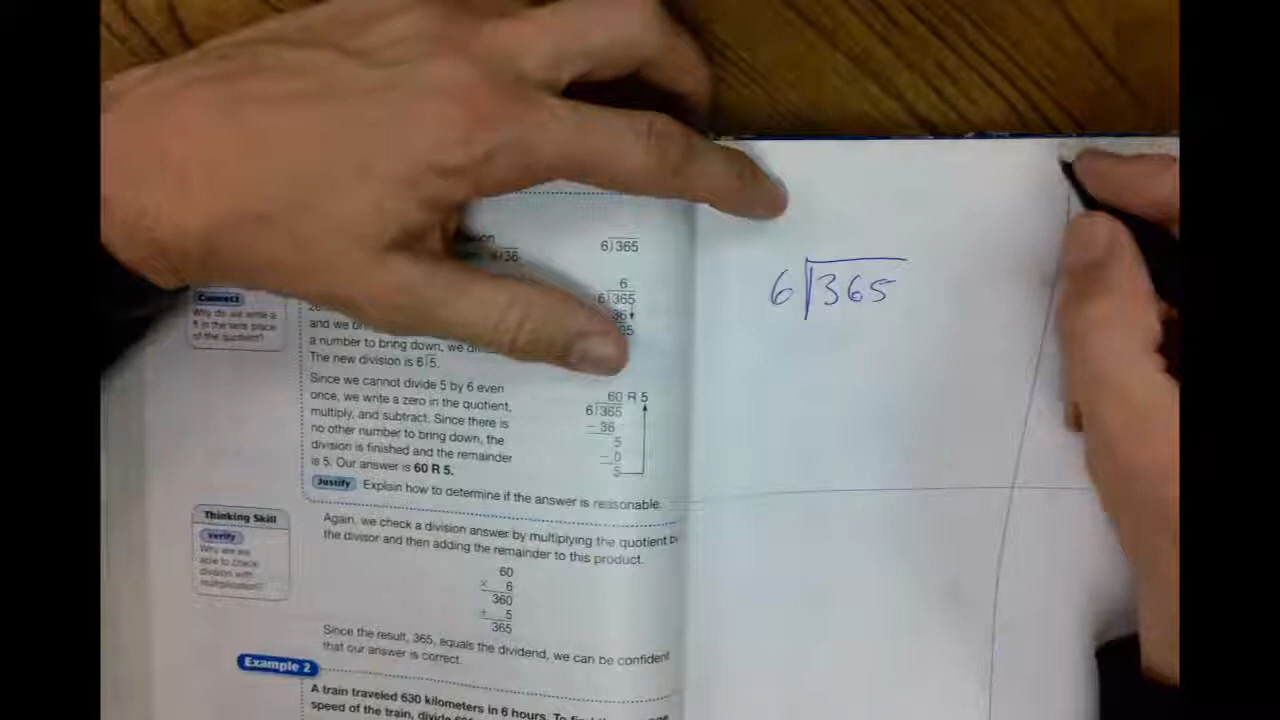 6)365
6
6)365
36
and we
a number to bring down, we
The new division is 6)5.
Since we cannot divide 5 by 6 even
once, we write a zero in the quotient,
multiply, and subtract. Since there is
no other number to bring down, the
division is finished and the remainder
is 5. Our answer is 60 R 5.
60 R 5
6)365
– 36
5
– 0
5
Justify Explain how to determine if the answer is reasonable.
Connect
Why do we write a
6 in the tens place
of the quotient?
Thinking Skill
Verify
Why are we
able to check
division with
multiplication?
Again, we check a division answer by multiplying the quotient
the divisor and then adding the remainder to this product.
60
× 6
360
+ 5
365
Since the result, 365, equals the dividend, we can be confident
that our answer is correct.
Example 2
A train traveled 630 kilometers in 6 hours. To
speed of the train, divide
6)365